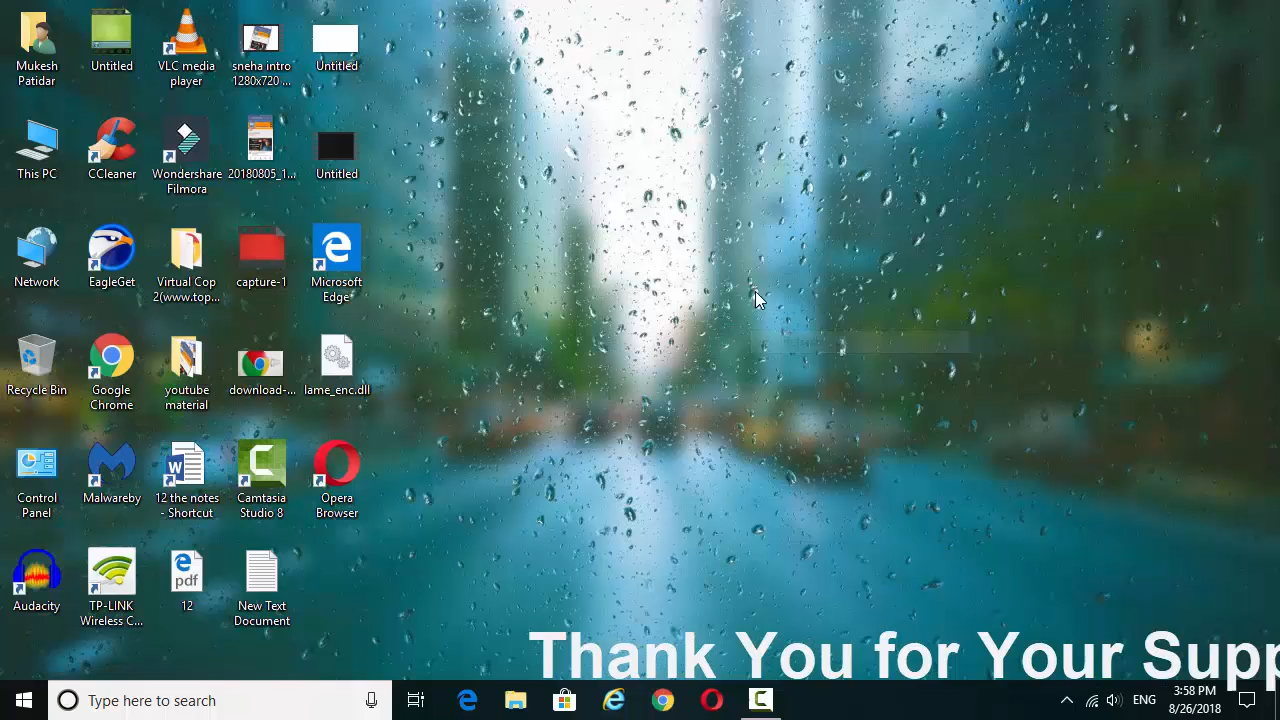 Mukesh
Patidar
Untitled
VLC media
player
sneha intro
1280x720 ...
Untitled
This PC
CCleaner
Wondershare
Filmora
20180805_1...
Untitled
Network
EagleGet
Virtual Cop
2(www.top...
capture-1
Microsoft
Edge
Recycle Bin
Google
Chrome
youtube
material
download-...
lame_enc.dll
Control
Panel
Malwareby
12 the notes
- Shortcut
Camtasia
Studio 8
Opera
Browser
Audacity
TP-LINK
Wireless C...
pdf
12
New Text
Document
Thank You for Your Supp
Type here to search
ENG
3:58 PM
8/26/2018